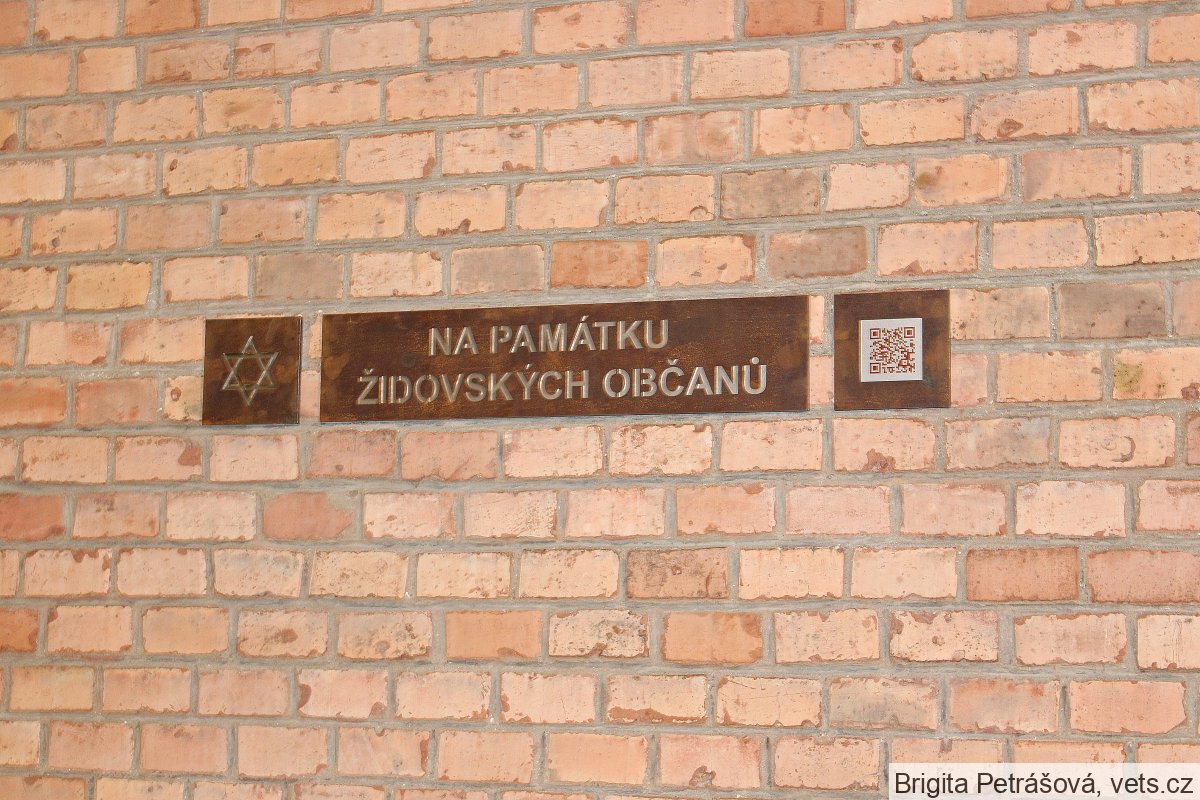 NA PAMÁTKU
ŽIDOVSKÝCH OBČANŮ
Brigita Petrášová, vets.cz